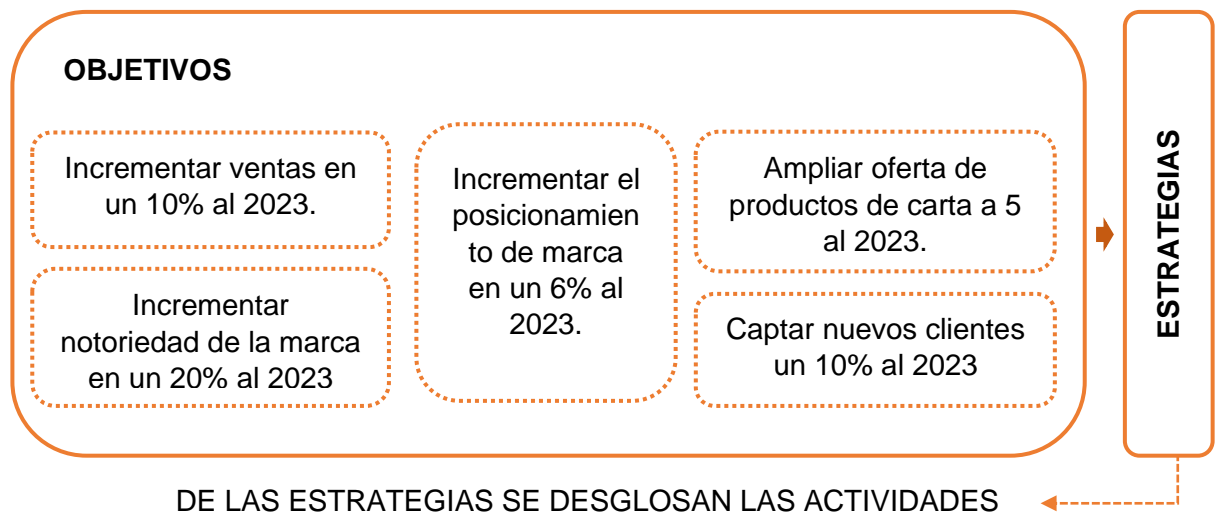 OBJETIVOS
Incrementar ventas en
un 10% al 2023.
Incrementar
notoriedad de la marca
en un 20% al 2023
Incrementar el
posicionamien
to de marca
en un 6% al
2023.
Ampliar oferta de
productos de carta a 5
al 2023.
Captar nuevos clientes
un 10% al 2023
ESTRATEGIAS
DE LAS ESTRATEGIAS SE DESGLOSAN LAS ACTIVIDADES